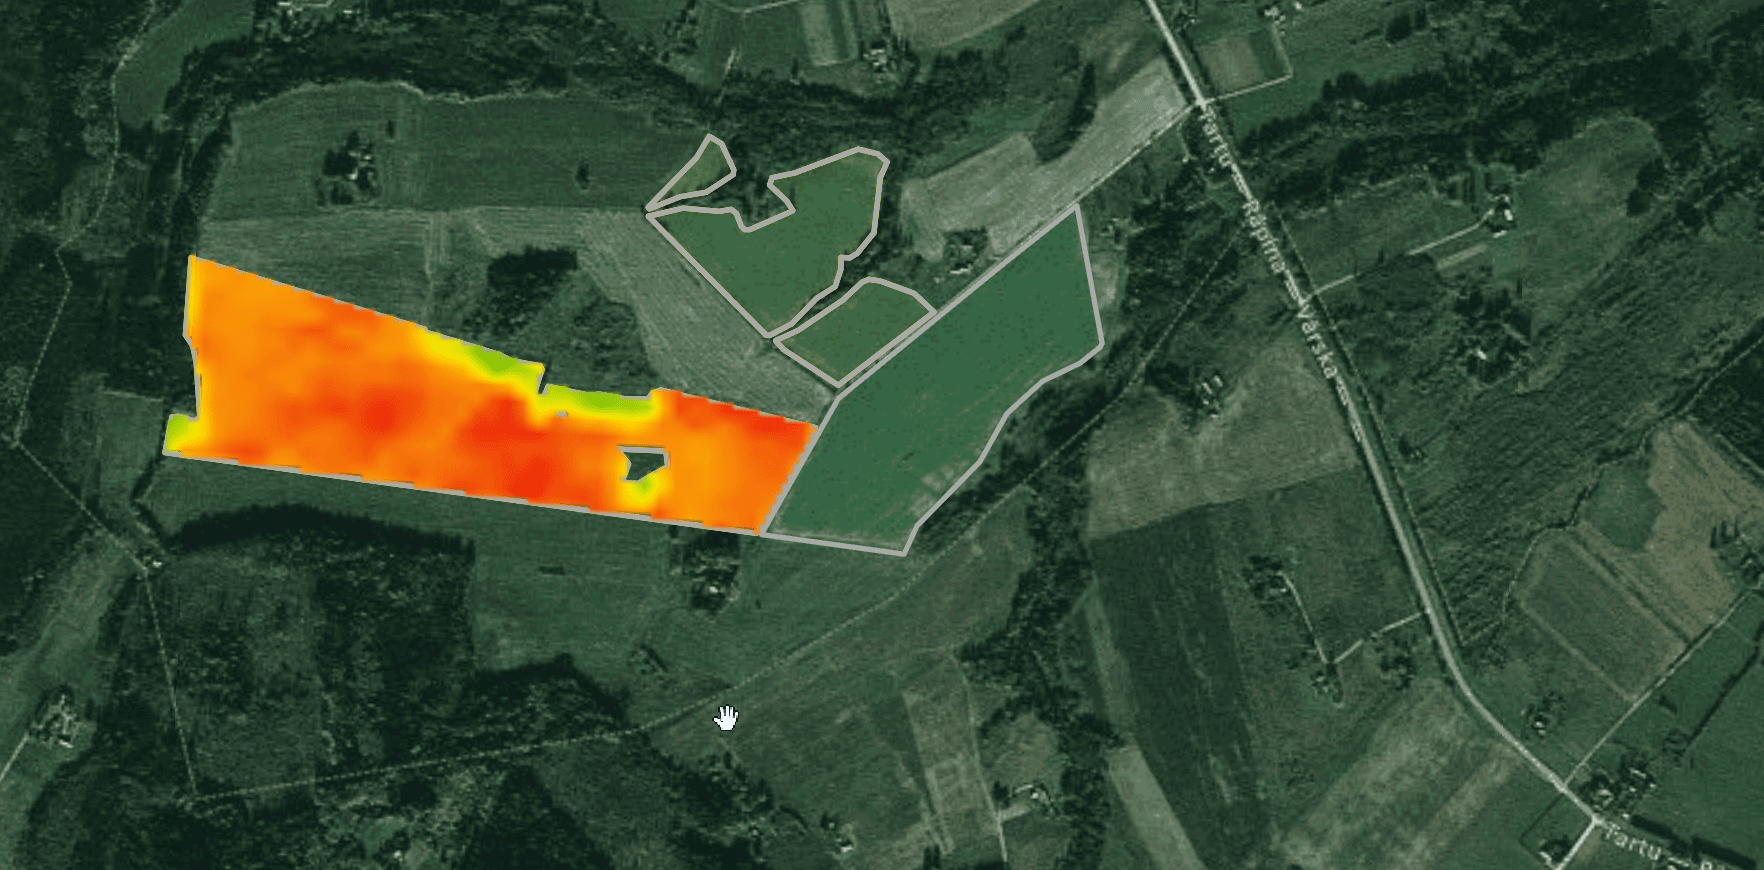 Tartu — Räpina — Värska
Tartu —